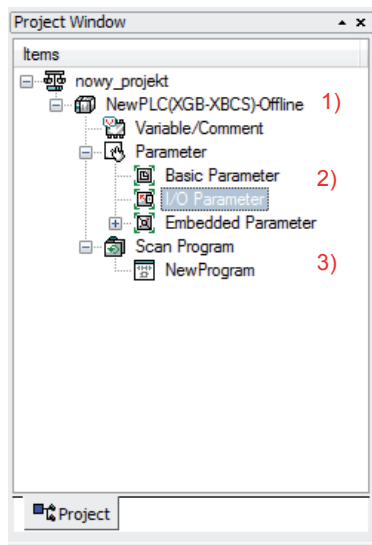 Project Window
Items
nowy_projekt
NewPLC(XGB-XBCS)-Offline 1)
Variable/Comment
Parameter
Basic Parameter 2)
I/O Parameter
Embedded Parameter
Scan Program
NewProgram 3)
Project